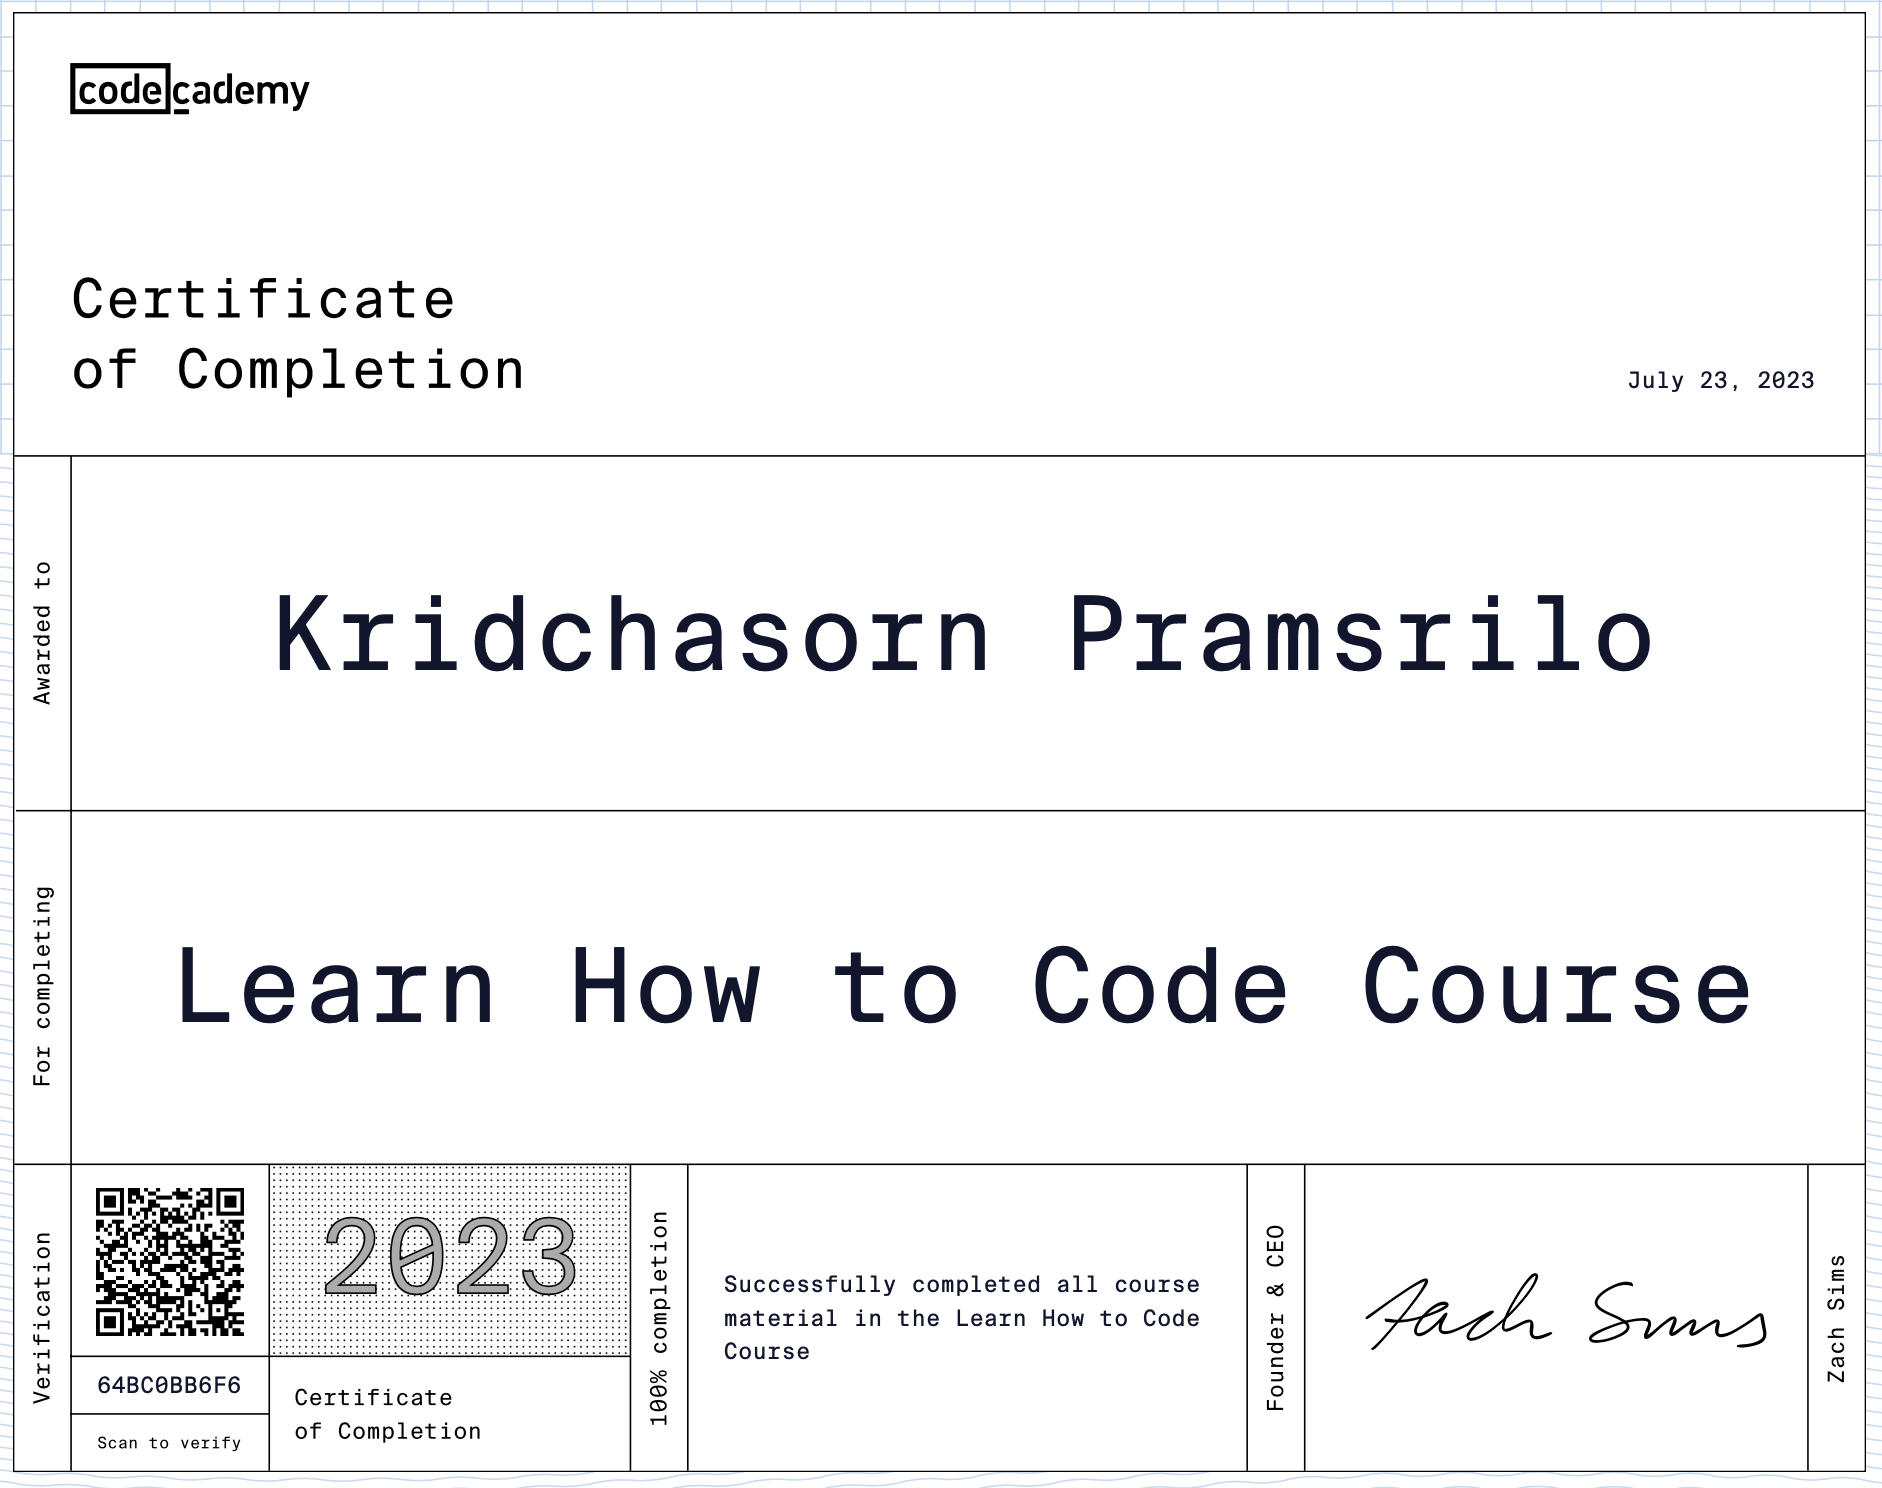 codecademy
Certificate
of Completion
July 23, 2023
Awarded to
Kridchasorn Pramsrilo
For completing
Learn How to Code Course
Verification
64BC0BB6F6
Scan to verify
2023
Certificate
of Completion
100% completion
Successfully completed all course
material in the Learn How to Code
Course
Founder & CEO
Zach Sims
Zach Sims